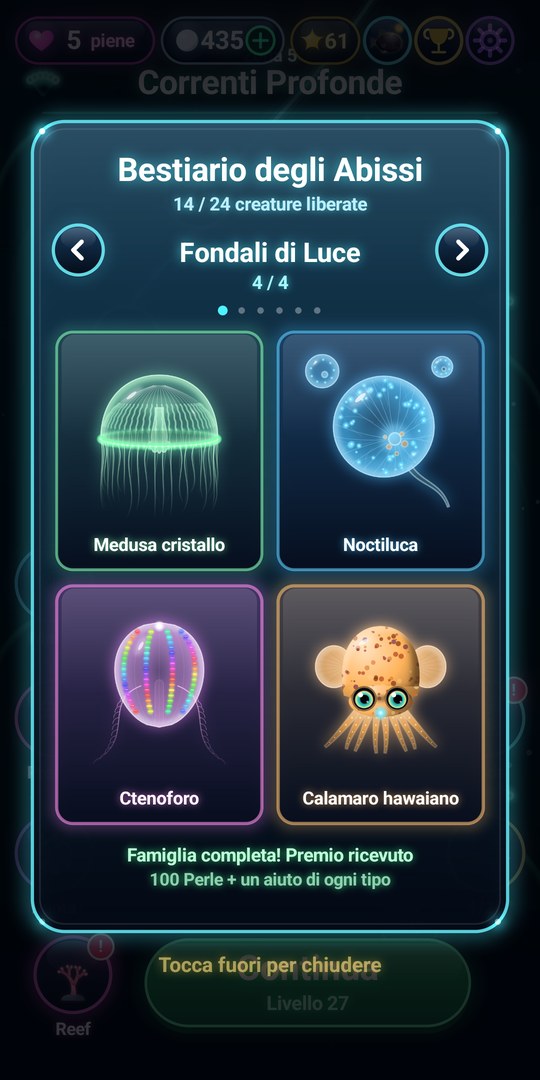 5 piene
435
61
Correnti Profonde
Bestiario degli Abissi
14 / 24 creature liberate
Fondali di Luce
4 / 4
Medusa cristallo
Noctiluca
Ctenoforo
Calamaro hawaiano
Famiglia completa! Premio ricevuto
100 Perle + un aiuto di ogni tipo
Tocca fuori per chiudere
Continua
Livello 27
!
Reef